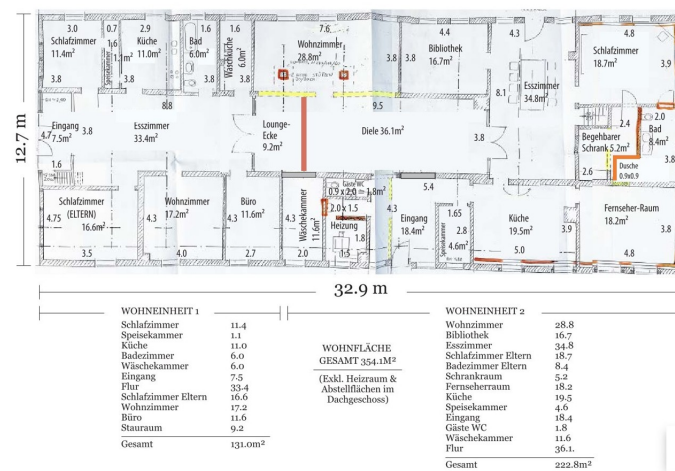 3.0 0.7 2.9 1.6 1.6 7.6 4.4 4.3 4.8
Schlafzimmer 11.4m² 3.8
Speisekammer 1.6 1.1m²
Küche 11.0m² 3.8
Bad 6.0m² 3.8
Waschküche 6.0m² 3.8
Wohnzimmer 28.8m² 3.8
Bibliothek 16.7m² 3.8
8.1 Esszimmer 34.8m²
Schlafzimmer 18.7m² 3.9
8.8
9.5
12.7 m
4.7 Eingang 7.5m² 3.8
1.6
Esszimmer 33.4m²
Lounge-Ecke 9.2m²
Diele 36.1m² 3.8
2.4
2.0
Bad 8.4m² 3.8
Begehbarer Schrank 5.2m²
2.6
Dusche 0.9x0.9
Schlafzimmer (ELTERN) 16.6m²
4.75
3.5
Wohnzimmer 17.2m²
4.3
4.0
Büro 11.6m²
4.3
2.7
Wäschekammer 11.6m²
4.3
2.0
Gäste WC
0.9 x 2.0 = 1.8m²
2.0 x 1.5
Heizung
1.8
1.5
5.4
4.3 Eingang 18.4m²
1.65
2.8
Speisekammer 4.6m²
Küche 19.5m²
3.9
5.0
Fernseher-Raum 18.2m²
3.8
4.8
32.9 m
WOHNEINHEIT 1
Schlafzimmer 11.4
Speisekammer 1.1
Küche 11.0
Badezimmer 6.0
Wäschekammer 6.0
Eingang 7.5
Flur 33.4
Schlafzimmer Eltern 16.6
Wohnzimmer 17.2
Büro 11.6
Stauraum 9.2
Gesamt 131.0m²
WOHNFLÄCHE
GESAMT 354.1M²
(Exkl. Heizraum &
Abstellflächen im
Dachgeschoss)
WOHNEINHEIT 2
Wohnzimmer 28.8
Bibliothek 16.7
Esszimmer 34.8
Schlafzimmer Eltern 18.7
Badezimmer Eltern 8.4
Schrankraum 5.2
Fernseherraum 18.2
Küche 19.5
Speisekammer 4.6
Eingang 18.4
Gäste WC 1.8
Wäschekammer 11.6
Flur 36.1.
Gesamt 222.8m²